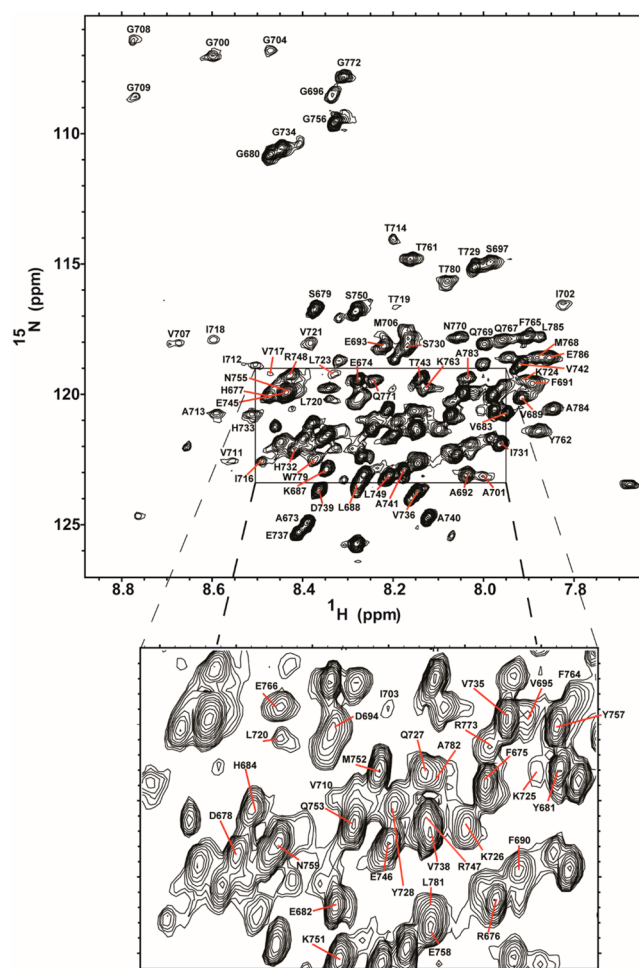 G708
G700
G704
G772
G709
G696
G756
G734
G680
110
T714
T761
T729
S697
115
T780
S679
S750
T719
I702
M706
N770
Q769
Q767
F765
L785
V707
I718
V721
E693
S730
M768
V717
R748
L723
E674
T743
K763
A783
E786
I712
V742
K724
N755
Q771
F691
H677
E745
L720
V689
120
A713
H733
V683
A784
Y762
V711
H732
I731
I716
W779
K687
L749
A741
A692
A701
D739
L688
V736
A673
A740
125
E737
15N (ppm)
8.8
8.6
8.4
8.2
8.0
7.8
1H (ppm)
E766
I703
V735
V695
F764
D694
Y757
L720
R773
Q727
A782
M752
F675
H684
V710
K725
Q753
Y681
D678
N759
F690
K726
E746
V738
R747
Y728
L781
E682
R676
K751
E758